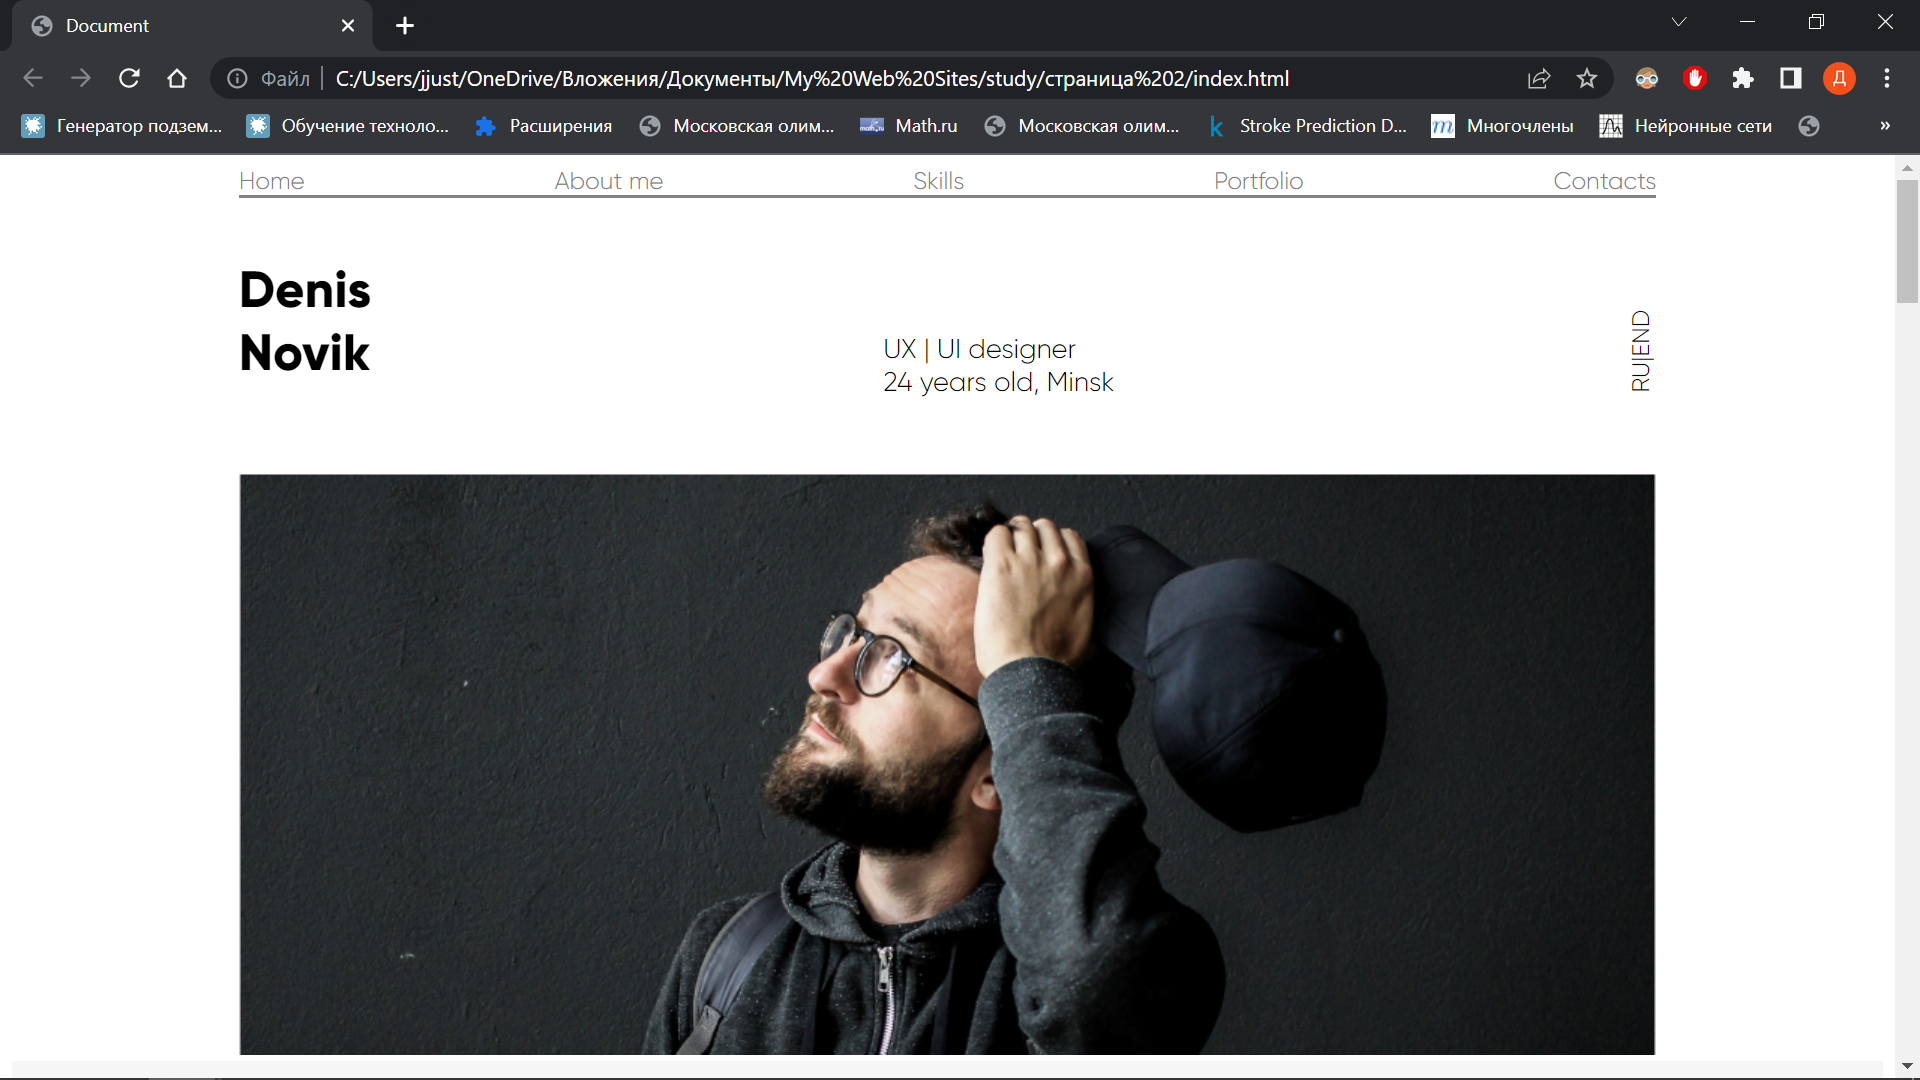 Document
Файл
C:/Users/jjust/OneDrive/Вложения/Документы/My%20Web%20Sites/study/страница%202/index.html
Д
Генератор подзем...
Обучение техноло...
Расширения
Московская олим...
Math.ru
Московская олим...
k
Stroke Prediction D...
m
Многочлены
Нейронные сети
»
Home
About me
Skills
Portfolio
Contacts
Denis
Novik
UX | UI designer
24 years old, Minsk
RU|END